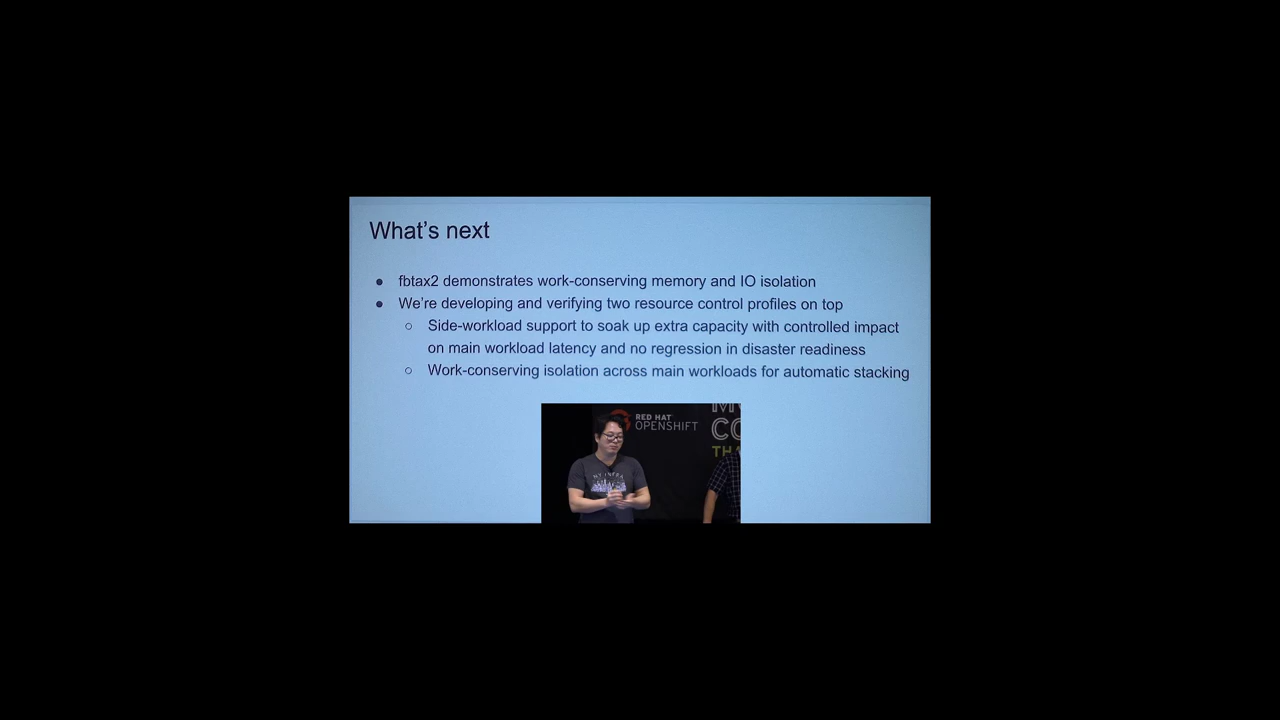 What's next
● fbtax2 demonstrates work-conserving memory and IO isolation
● We're developing and verifying two resource control profiles on top
○ Side-workload support to soak up extra capacity with controlled impact
on main workload latency and no regression in disaster readiness
○ Work-conserving isolation across main workloads for automatic stacking
RED HAT
OPENSHIFT
NY INFRA